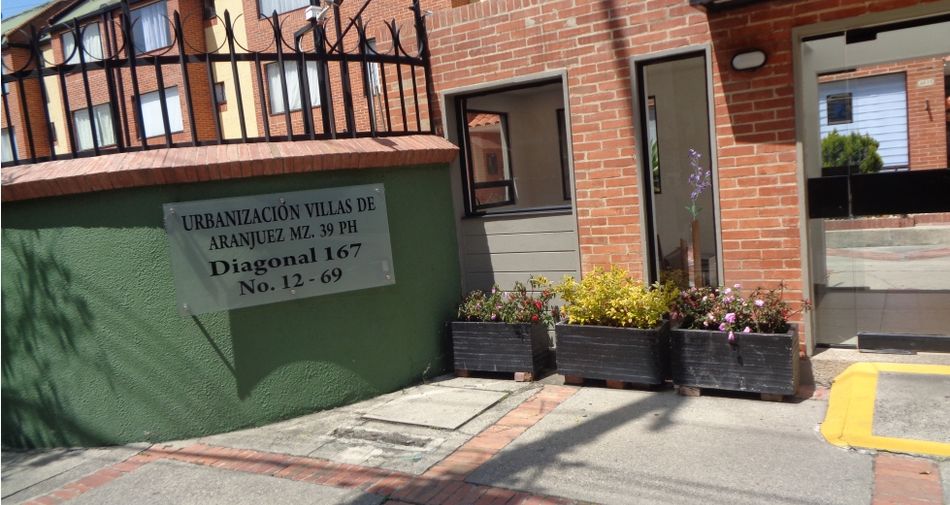 URBANIZACIÓN VILLAS DE
ARANJUEZ MZ. 39 PH
Diagonal 167
No. 12 - 69